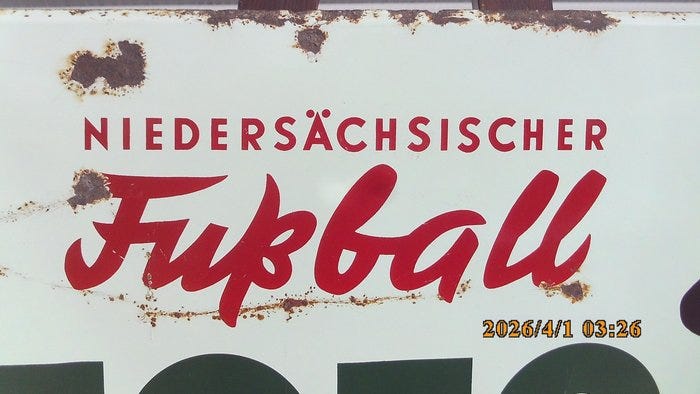 NIEDERSÄCHSISCHER
Fußball
2026/4/1 03:26